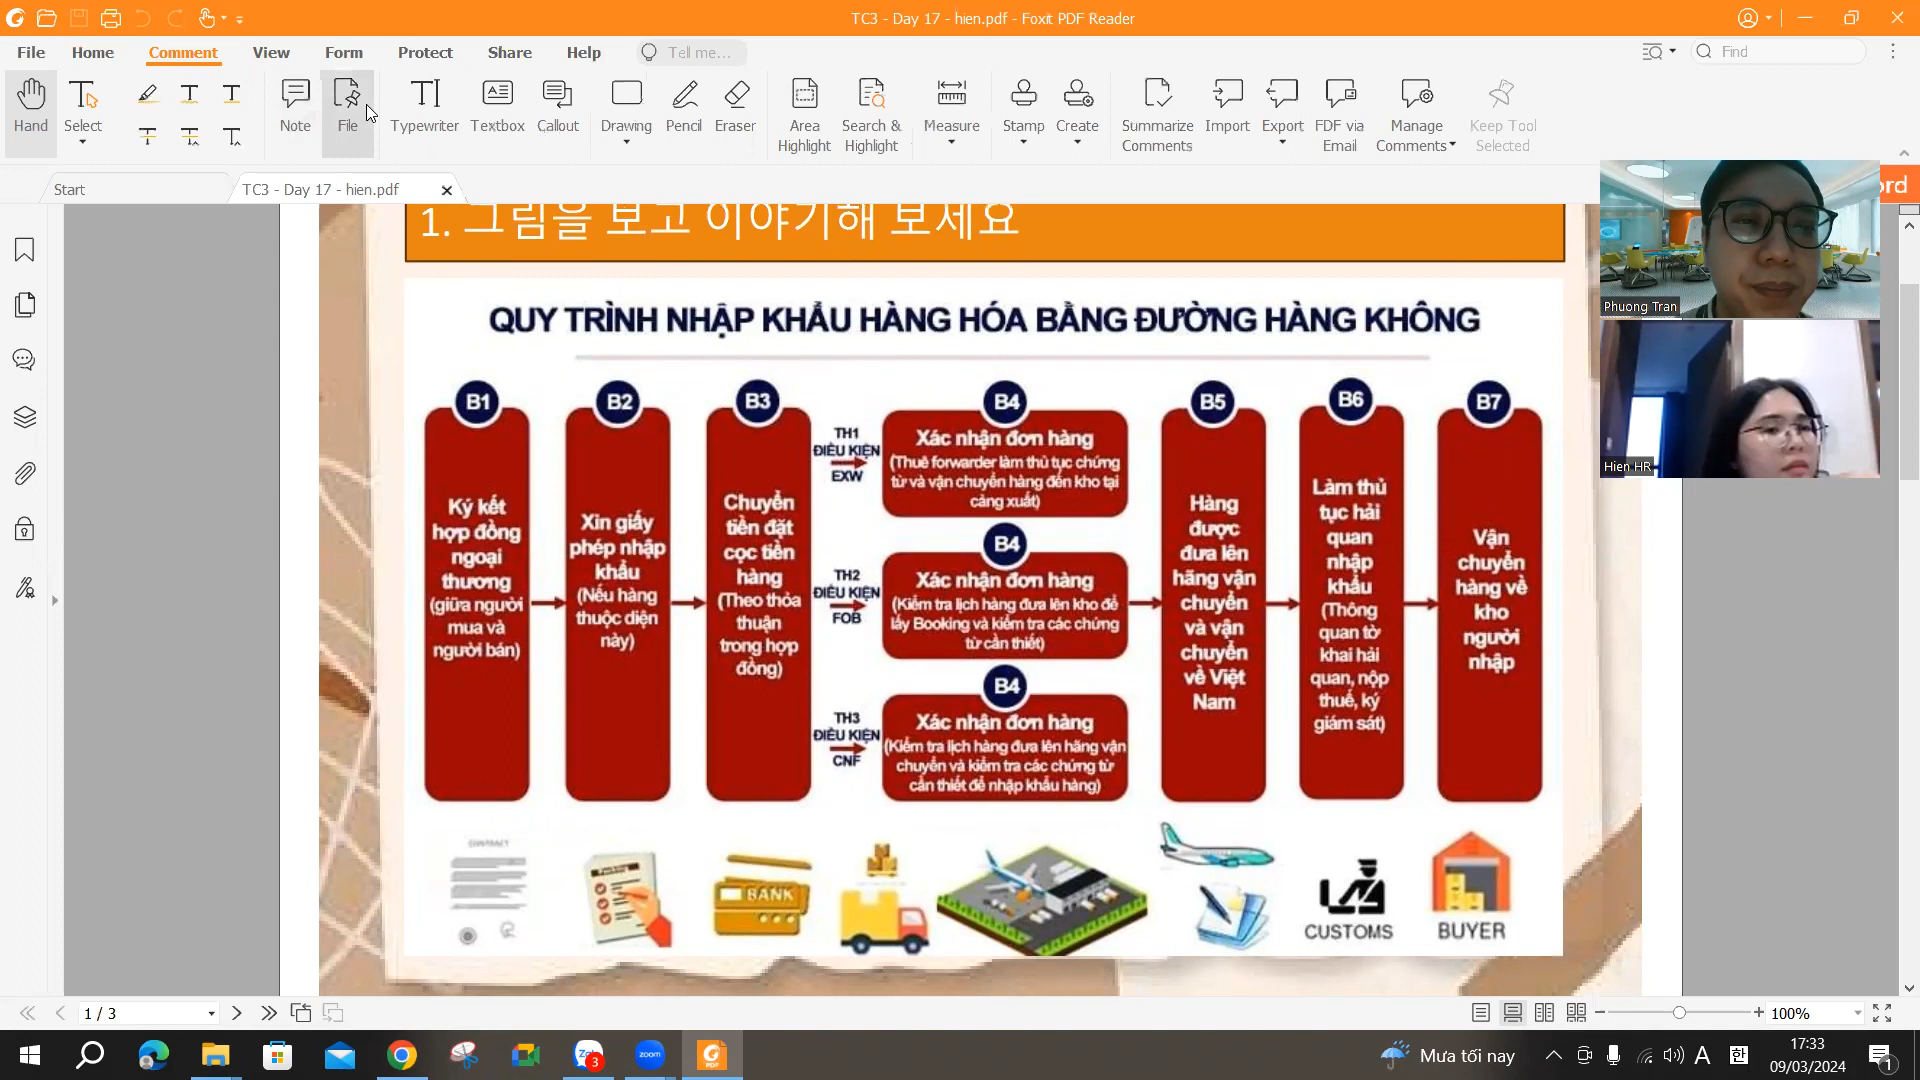 TC3 - Day 17 - hien.pdf - Foxit PDF Reader
File Home Comment View Form Protect Share Help Tell me... Find
Hand Select Note File Typewriter Textbox Callout Drawing Pencil Eraser Area Highlight Search & Highlight Measure Stamp Create Summarize Comments Import Export FDF via Email Manage Comments Keep Tool Selected
Start TC3 - Day 17 - hien.pdf
ord
1. 그림을 보고 이야기해 보세요
Phuong Tran
Hien HR
QUY TRÌNH NHẬP KHẨU HÀNG HÓA BẰNG ĐƯỜNG HÀNG KHÔNG
B1
Ký kết
hợp đồng
ngoại
thương
(giữa người
mua và
người bán)
B2
Xin giấy
phép nhập
khẩu
(Nếu hàng
thuộc diện
này)
B3
Chuyển
tiền đặt
cọc tiền
hàng
(Theo thỏa
thuận
trong hợp
đồng)
TH1
ĐIỀU KIỆN
EXW
B4
Xác nhận đơn hàng
(Thuê forwarder làm thủ tục chứng
từ và vận chuyển hàng đến kho tại
cảng xuất)
TH2
ĐIỀU KIỆN
FOB
B4
Xác nhận đơn hàng
(Kiểm tra lịch hàng đưa lên kho để
lấy Booking và kiểm tra các chứng
từ cần thiết)
TH3
ĐIỀU KIỆN
CNF
B4
Xác nhận đơn hàng
(Kiểm tra lịch hàng đưa lên hãng vận
chuyển và kiểm tra các chứng từ
cần thiết để nhập khẩu hàng)
B5
Hàng
được
đưa lên
hãng vận
chuyển
và vận
chuyển
về Việt
Nam
B6
Làm thủ
tục hải
quan
nhập
khẩu
(Thông
quan tờ
khai hải
quan, nộp
thuế, ký
giám sát)
B7
Vận
chuyển
hàng về
kho
người
nhập
CONTRACT
BANK
CUSTOMS
BUYER
1 / 3
100%
zoom
3
Mưa tối nay
A
한
17:33
09/03/2024
1